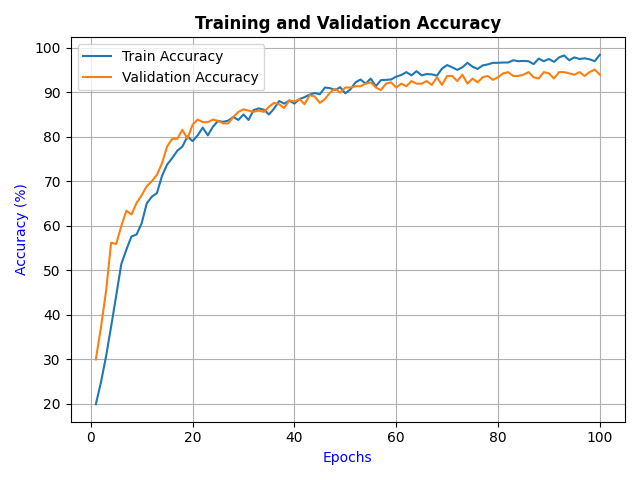 Training and Validation Accuracy
Train Accuracy
Validation Accuracy
Accuracy (%)
100
90
80
70
60
50
40
30
20
0 20 40 60 80 100
Epochs